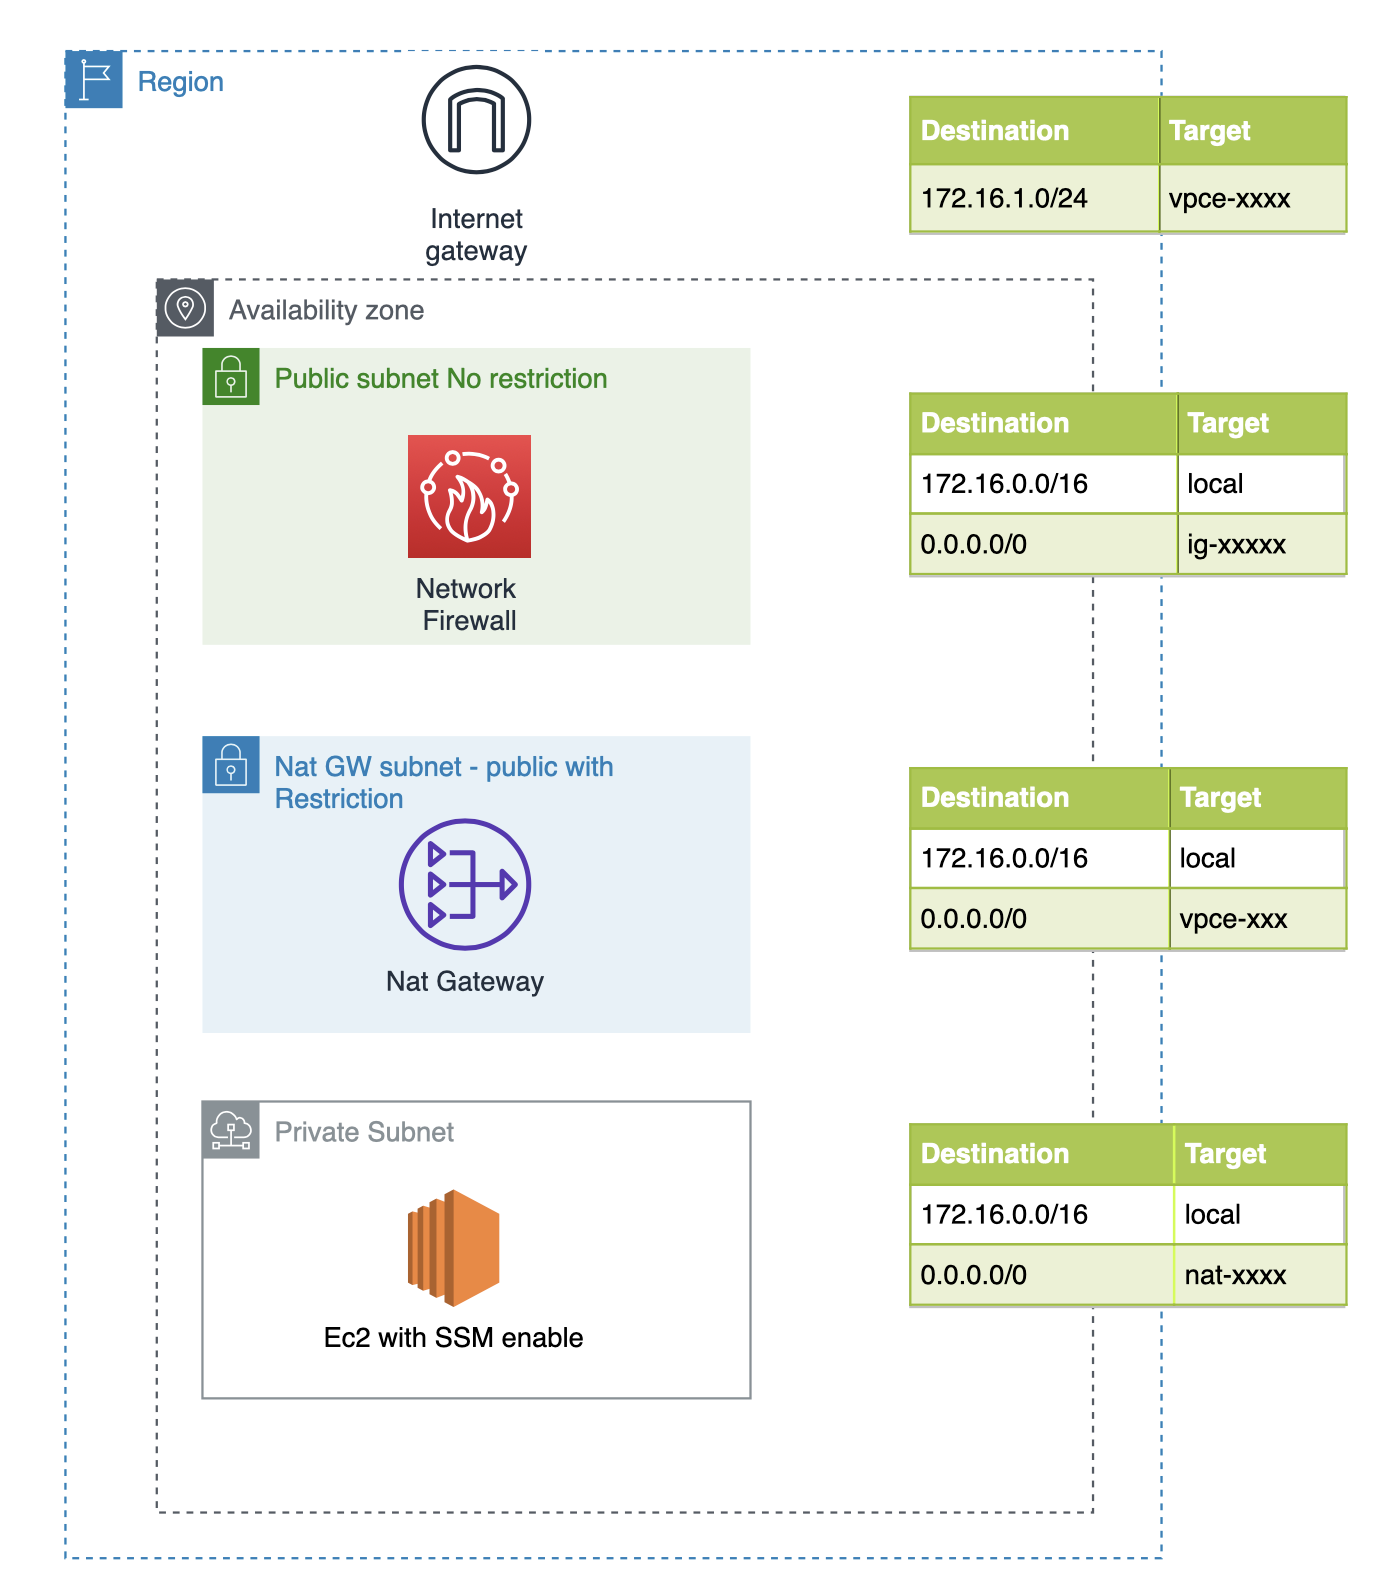 Region
Internet
gateway
Destination Target
172.16.1.0/24 vpce-xxxx
Availability zone
Public subnet No restriction
Network
Firewall
Destination Target
172.16.0.0/16 local
0.0.0.0/0 ig-xxxxx
Nat GW subnet - public with
Restriction
Nat Gateway
Destination Target
172.16.0.0/16 local
0.0.0.0/0 vpce-xxx
Private Subnet
Ec2 with SSM enable
Destination Target
172.16.0.0/16 local
0.0.0.0/0 nat-xxxx